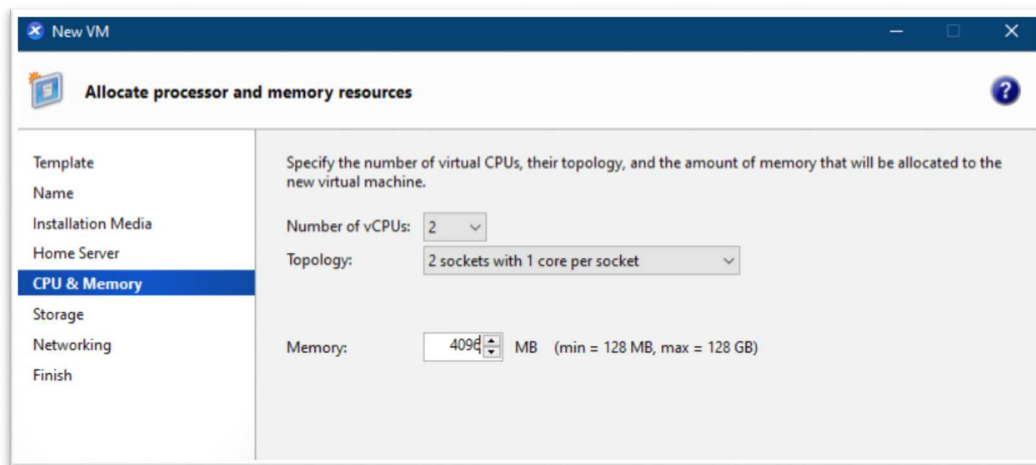 New VM
Allocate processor and memory resources
?
Template
Name
Installation Media
Home Server
CPU & Memory
Storage
Networking
Finish
Specify the number of virtual CPUs, their topology, and the amount of memory that will be allocated to the
new virtual machine.
Number of vCPUs: 2
Topology: 2 sockets with 1 core per socket
Memory: 4096 MB (min = 128 MB, max = 128 GB)